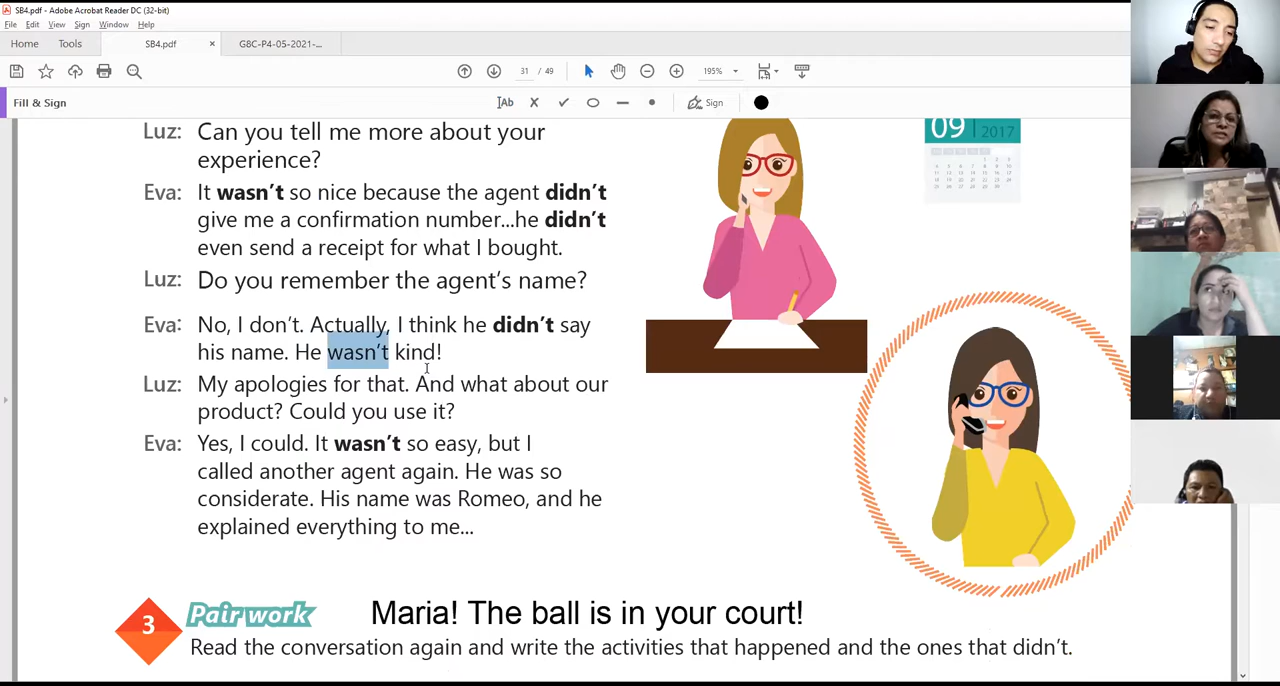 SB4.pdf - Adobe Acrobat Reader DC (32-bit)
File Edit View Sign Window Help
Home Tools SB4.pdf × G8C-P4-05-2021-...
31 / 49 195%
Fill & Sign Ab Sign
09 2017
Luz: Can you tell me more about your
experience?
Eva: It wasn't so nice because the agent didn't
give me a confirmation number...he didn't
even send a receipt for what I bought.
Luz: Do you remember the agent's name?
Eva: No, I don't. Actually, I think he didn't say
his name. He wasn't kind!
Luz: My apologies for that. And what about our
product? Could you use it?
Eva: Yes, I could. It wasn't so easy, but I
called another agent again. He was so
considerate. His name was Romeo, and he
explained everything to me...
3 Pair work Maria! The ball is in your court!
Read the conversation again and write the activities that happened and the ones that didn't.